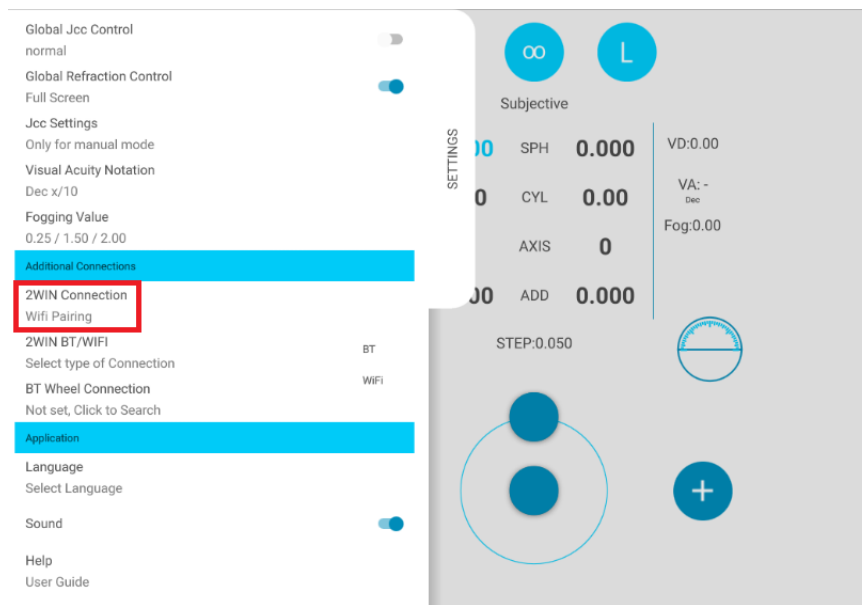 Global Jcc Control
normal
Global Refraction Control
Full Screen
Jcc Settings
Only for manual mode
Visual Acuity Notation
Dec x/10
Fogging Value
0.25 / 1.50 / 2.00
Additional Connections
2WIN Connection
Wifi Pairing
2WIN BT/WIFI
Select type of Connection
BT
WiFi
BT Wheel Connection
Not set, Click to Search
Application
Language
Select Language
Sound
Help
User Guide
SETTINGS
∞ L
Subjective
00 SPH 0.000
0 CYL 0.00
AXIS 0
00 ADD 0.000
STEP:0.050
VD:0.00
VA: -
Dec
Fog:0.00
+